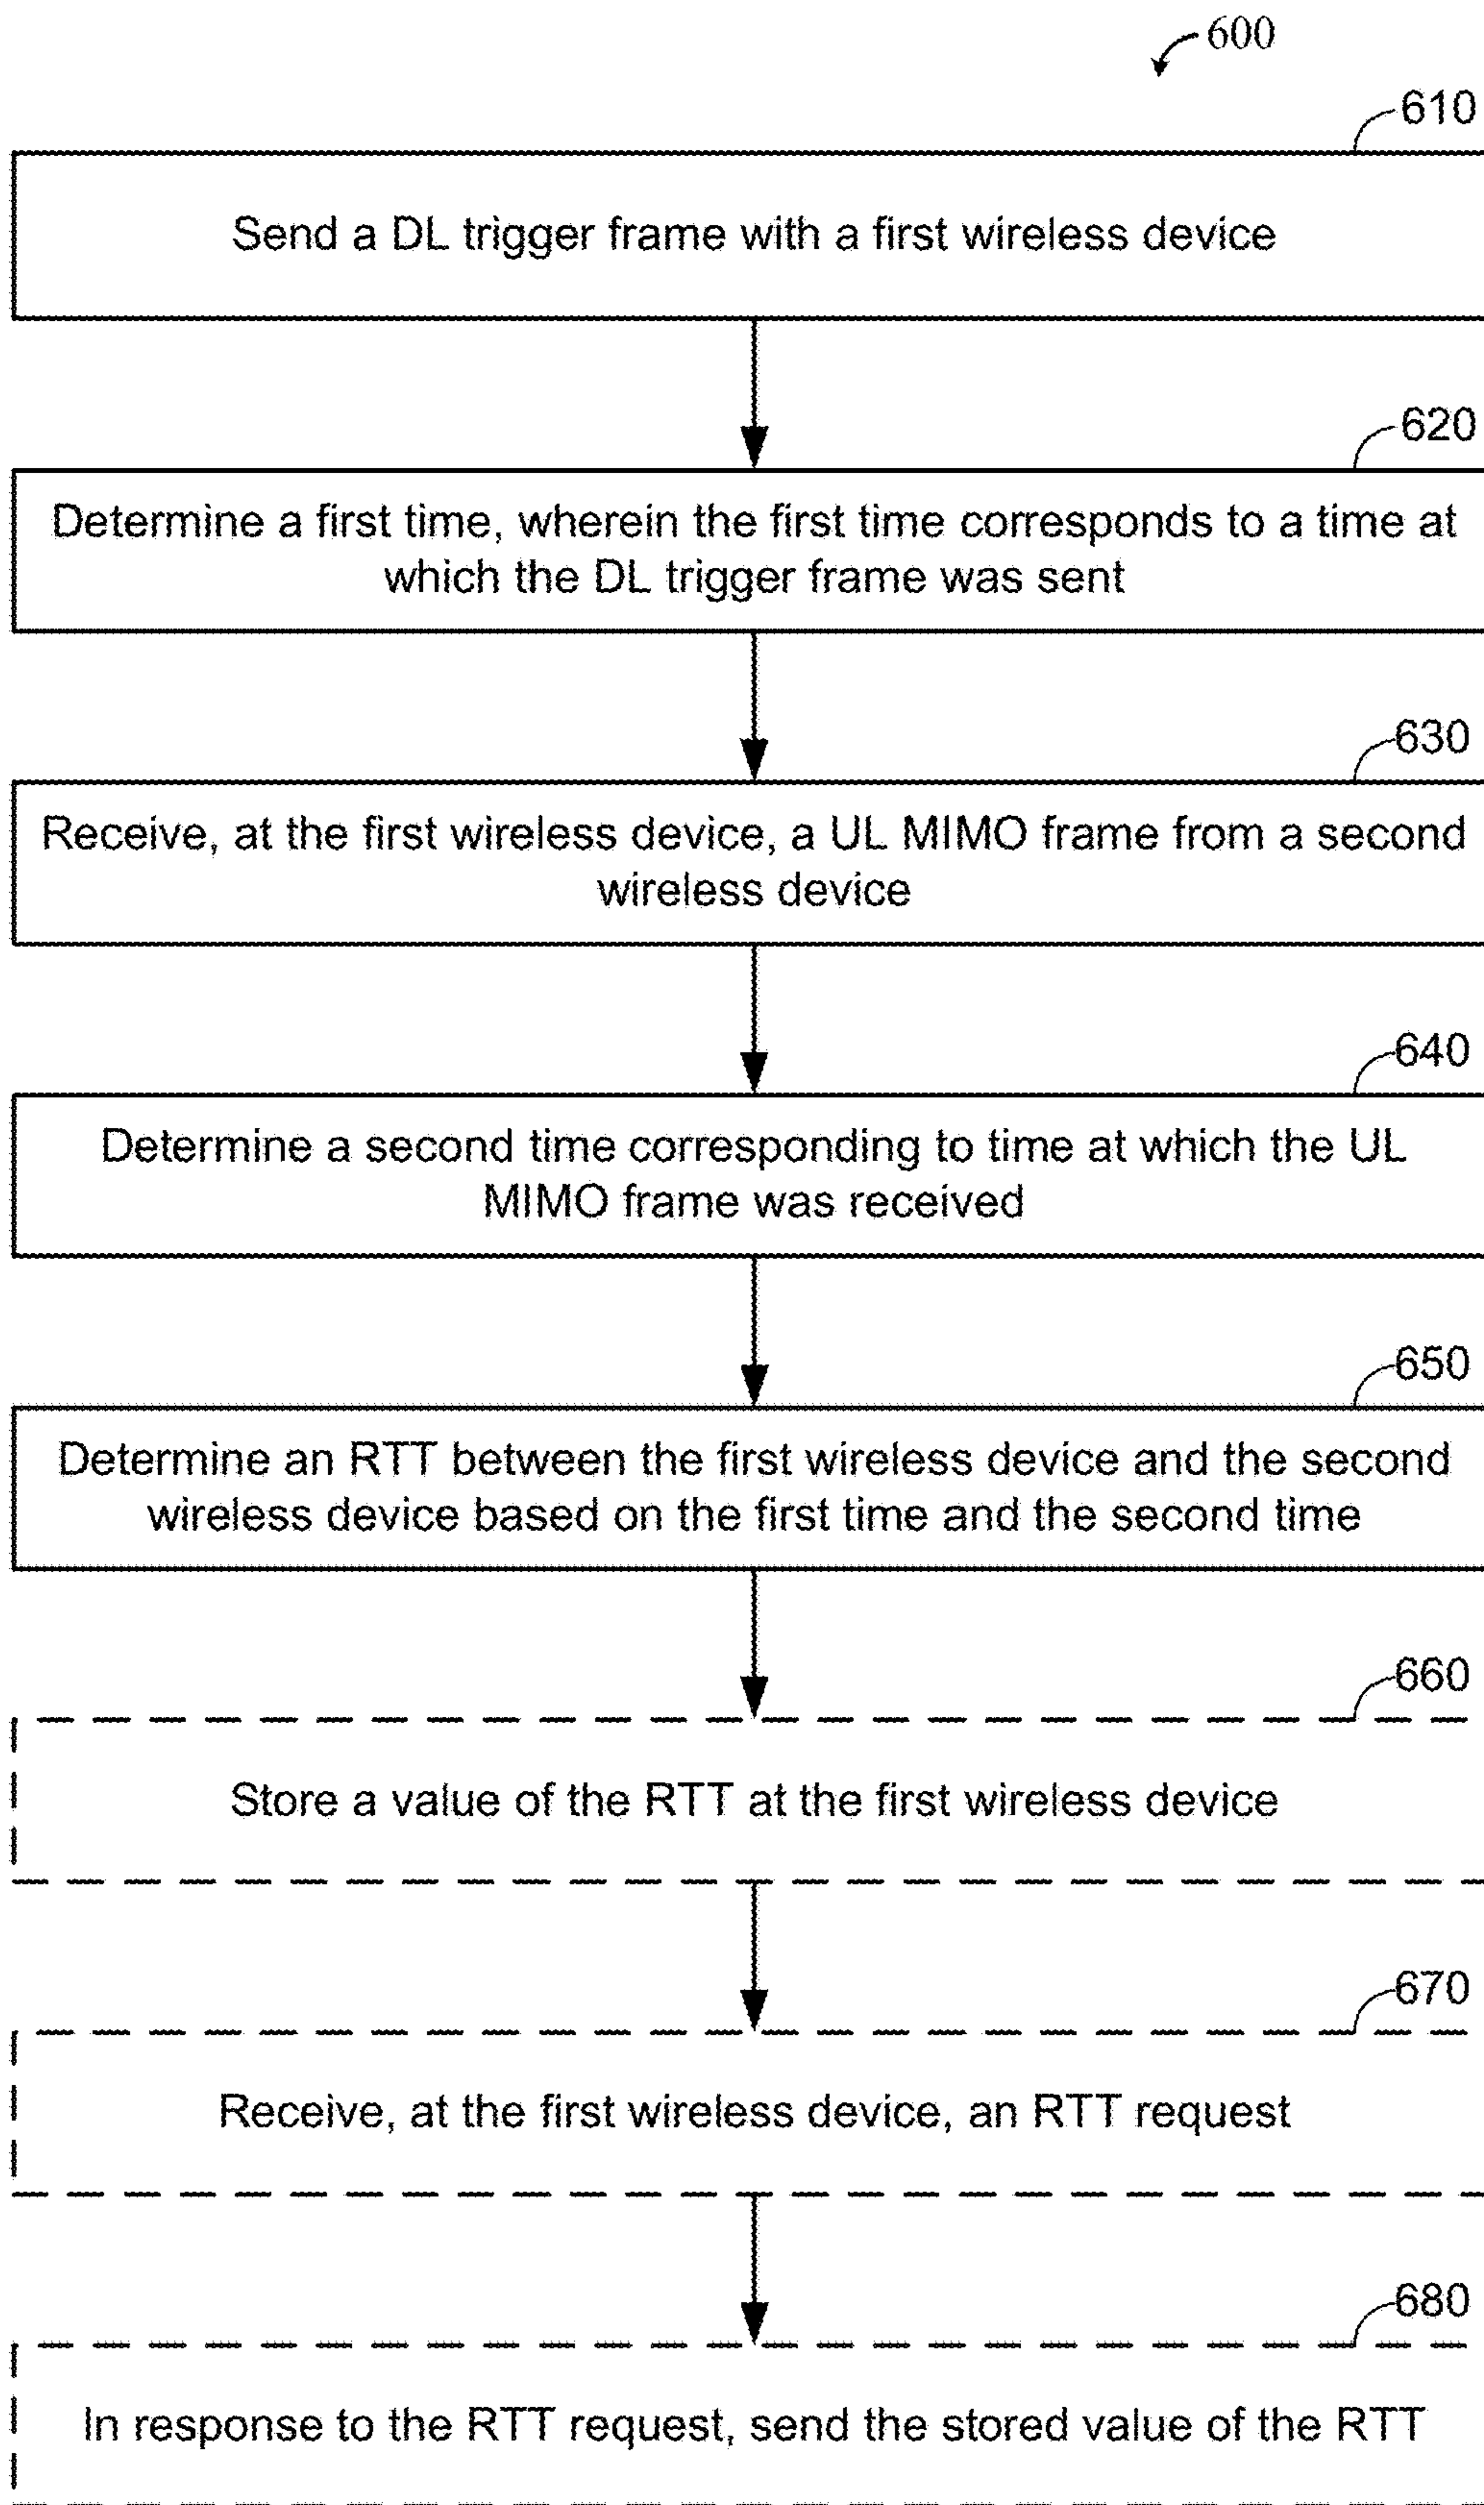 600
610
Send a DL trigger frame with a first wireless device
620
Determine a first time, wherein the first time corresponds to a time at
which the DL trigger frame was sent
630
Receive, at the first wireless device, a UL MIMO frame from a second
wireless device
640
Determine a second time corresponding to time at which the UL
MIMO frame was received
650
Determine an RTT between the first wireless device and the second
wireless device based on the first time and the second time
660
Store a value of the RTT at the first wireless device
670
Receive, at the first wireless device, an RTT request
680
In response to the RTT request, send the stored value of the RTT